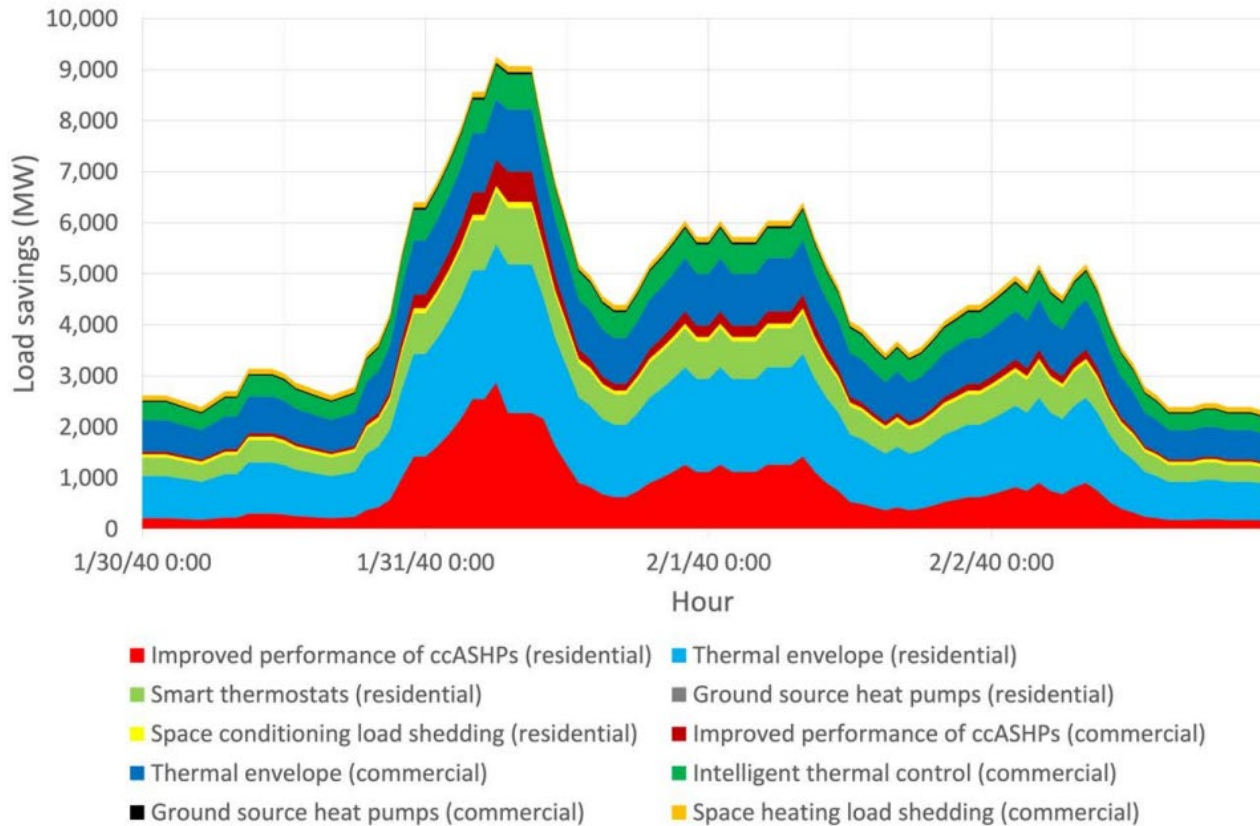 10,000
9,000
8,000
7,000
6,000
5,000
4,000
3,000
2,000
1,000
0
Load savings (MW)
1/30/40 0:00 1/31/40 0:00 2/1/40 0:00 2/2/40 0:00
Hour
Improved performance of ccASHPs (residential) Thermal envelope (residential)
Smart thermostats (residential) Ground source heat pumps (residential)
Space conditioning load shedding (residential) Improved performance of ccASHPs (commercial)
Thermal envelope (commercial) Intelligent thermal control (commercial)
Ground source heat pumps (commercial) Space heating load shedding (commercial)